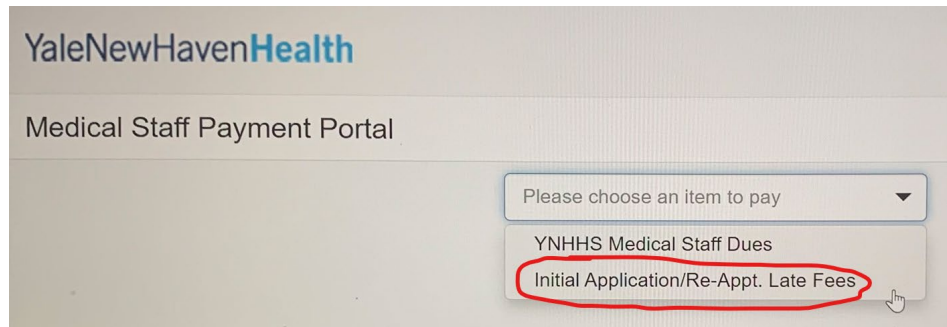 YaleNewHavenHealth
Medical Staff Payment Portal
Please choose an item to pay
YNHHS Medical Staff Dues
Initial Application/Re-Appt. Late Fees